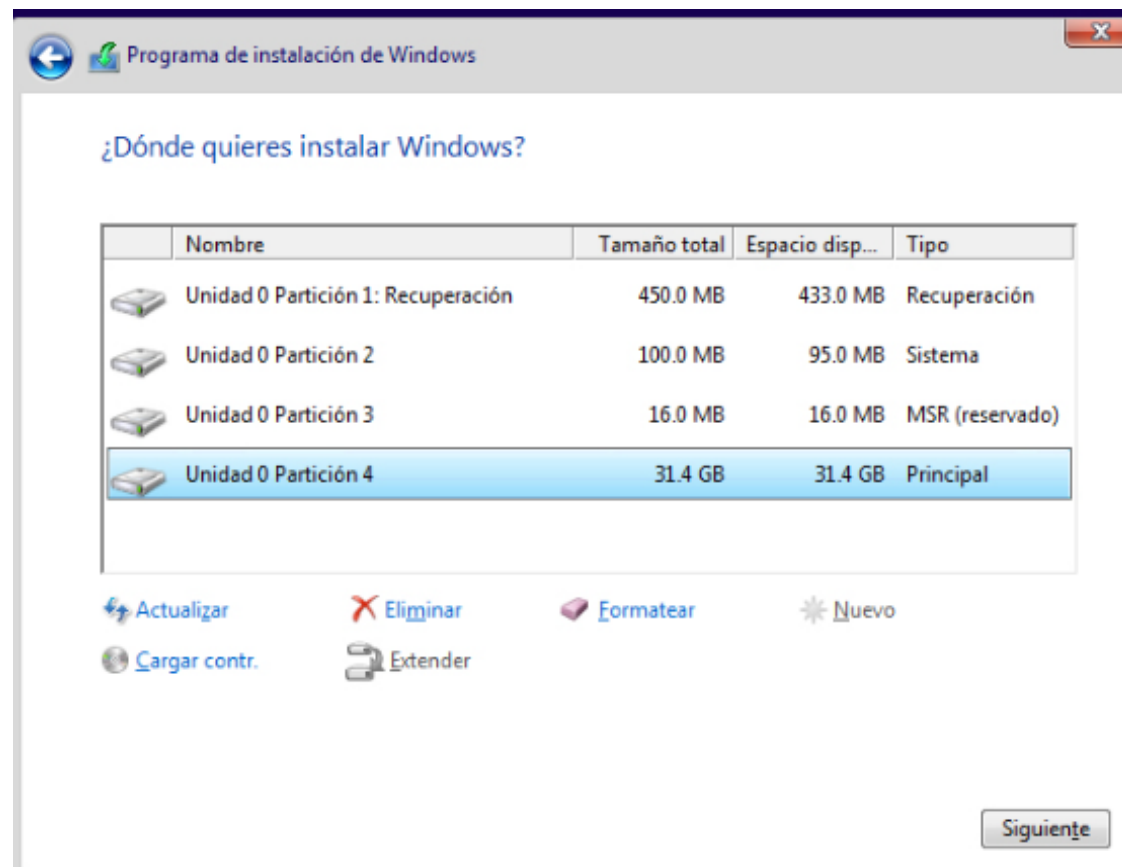 Programa de instalación de Windows
¿Dónde quieres instalar Windows?
Nombre Tamaño total Espacio disp... Tipo
Unidad 0 Partición 1: Recuperación 450.0 MB 433.0 MB Recuperación
Unidad 0 Partición 2 100.0 MB 95.0 MB Sistema
Unidad 0 Partición 3 16.0 MB 16.0 MB MSR (reservado)
Unidad 0 Partición 4 31.4 GB 31.4 GB Principal
Actualizar Eliminar Formatear Nuevo
Cargar contr. Extender
Siguiente